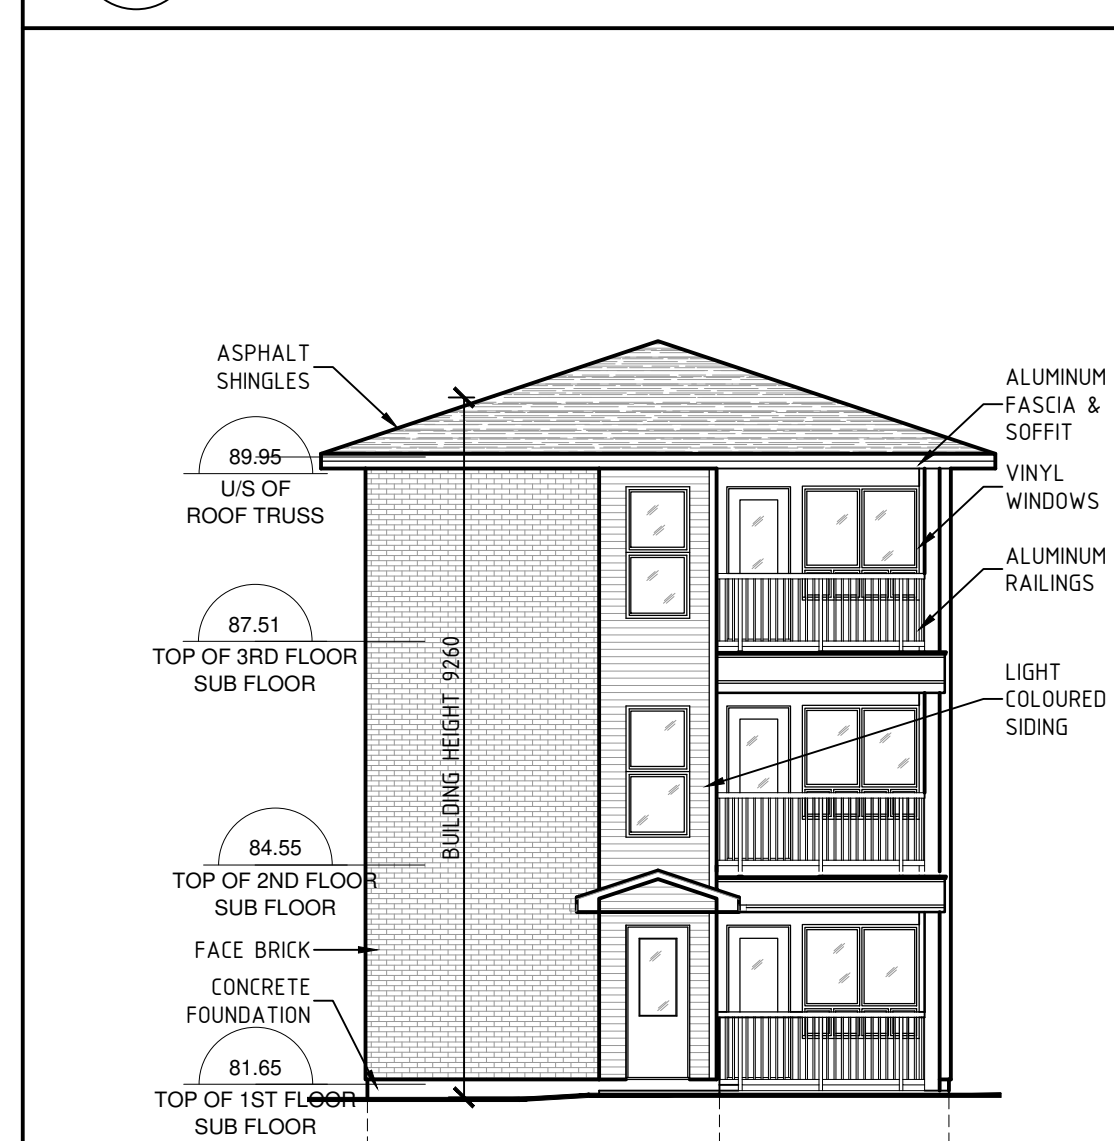 ASPHALT
SHINGLES
89.95
U/S OF
ROOF TRUSS
87.51
TOP OF 3RD FLOOR
SUB FLOOR
84.55
TOP OF 2ND FLOOR
SUB FLOOR
FACE BRICK
CONCRETE
FOUNDATION
81.65
TOP OF 1ST FLOOR
SUB FLOOR
BUILDING HEIGHT 9260
ALUMINUM
FASCIA &
SOFFIT
VINYL
WINDOWS
ALUMINUM
RAILINGS
LIGHT
COLOURED
SIDING